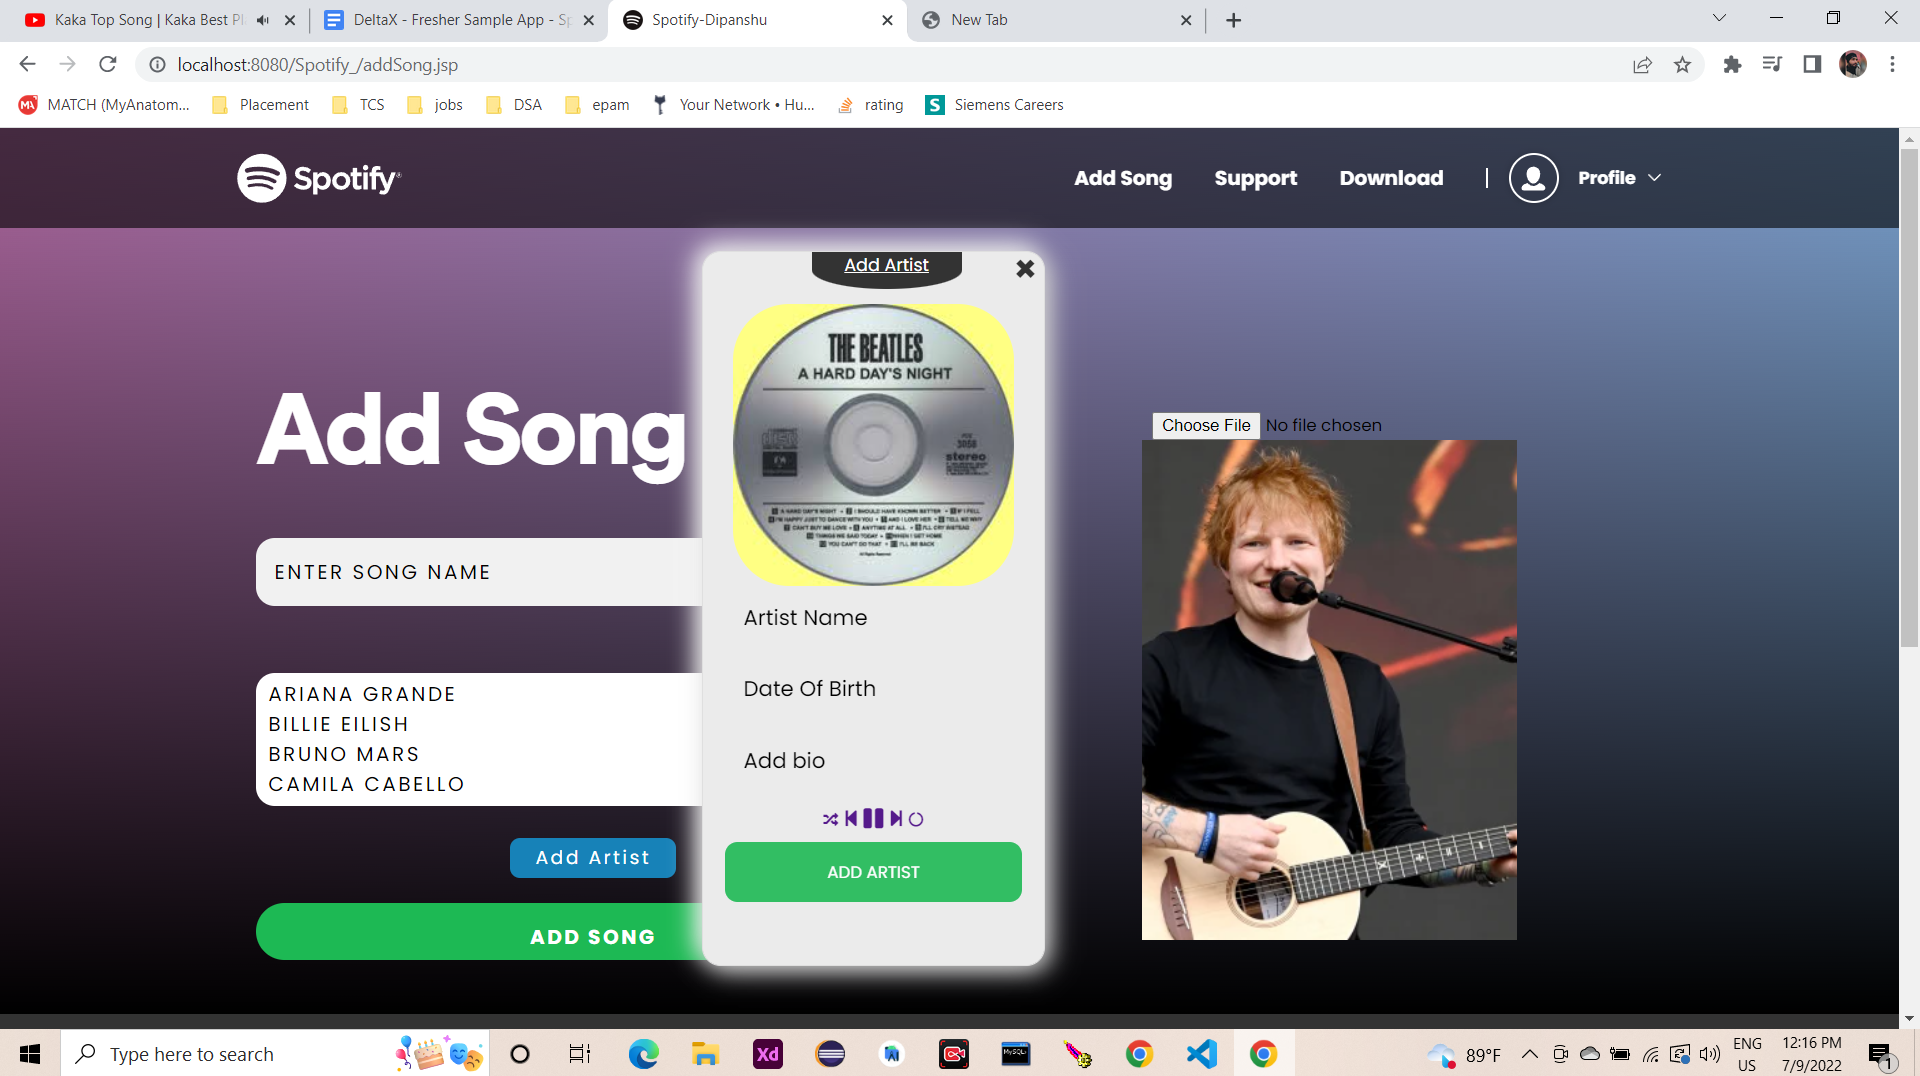 Kaka Top Song | Kaka Best Pl
DeltaX - Fresher Sample App - Sp
Spotify-Dipanshu
New Tab
localhost:8080/Spotify_/addSong.jsp
MATCH (MyAnatom...
Placement
TCS
jobs
DSA
epam
Your Network • Hu...
rating
S
Siemens Careers
Spotify®
Add Song
Support
Download
|
Profile
Add Artist
THE BEATLES
A HARD DAY'S NIGHT
stereo
Add Song
Choose File No file chosen
ENTER SONG NAME
Artist Name
Date Of Birth
Add bio
ARIANA GRANDE
BILLIE EILISH
BRUNO MARS
CAMILA CABELLO
Add Artist
ADD ARTIST
ADD SONG
Type here to search
Xd
MySQL
89°F
ENG
US
12:16 PM
7/9/2022
1